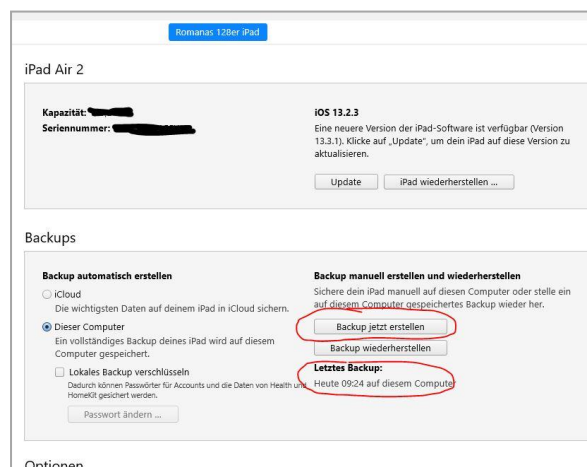 Romanas 128er iPad
iPad Air 2
Kapazität:
Seriennummer:
iOS 13.2.3
Eine neuere Version der iPad-Software ist verfügbar (Version
13.3.1). Klicke auf „Update", um dein iPad auf diese Version zu
aktualisieren.
Update
iPad wiederherstellen ...
Backups
Backup automatisch erstellen
iCloud
Die wichtigsten Daten auf deinem iPad in iCloud sichern.
Dieser Computer
Ein vollständiges Backup deines iPad wird auf diesem
Computer gespeichert.
Lokales Backup verschlüsseln
Dadurch können Passwörter für Accounts und die Daten von Health und
HomeKit gesichert werden.
Passwort ändern ...
Backup manuell erstellen und wiederherstellen
Sichere dein iPad manuell auf diesen Computer oder stelle ein
auf diesem Computer gespeichertes Backup wieder her.
Backup jetzt erstellen
Backup wiederherstellen
Letztes Backup:
Heute 09:24 auf diesem Computer
Optionen